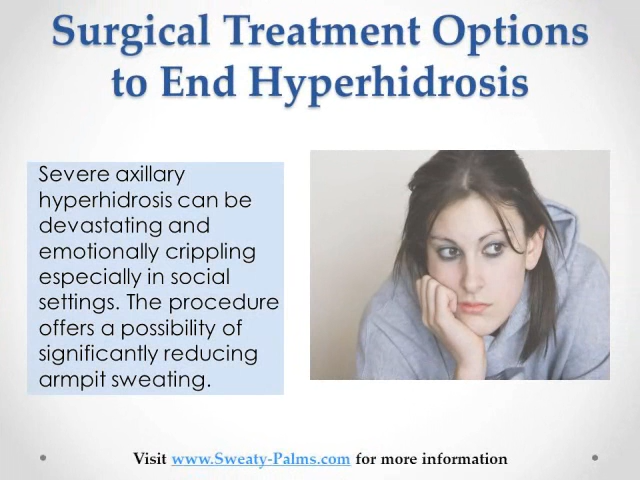 Surgical Treatment Options
to End Hyperhidrosis
Severe axillary
hyperhidrosis can be
devastating and
emotionally crippling
especially in social
settings. The procedure
offers a possibility of
significantly reducing
armpit sweating.
Visit www.Sweaty-Palms.com for more information